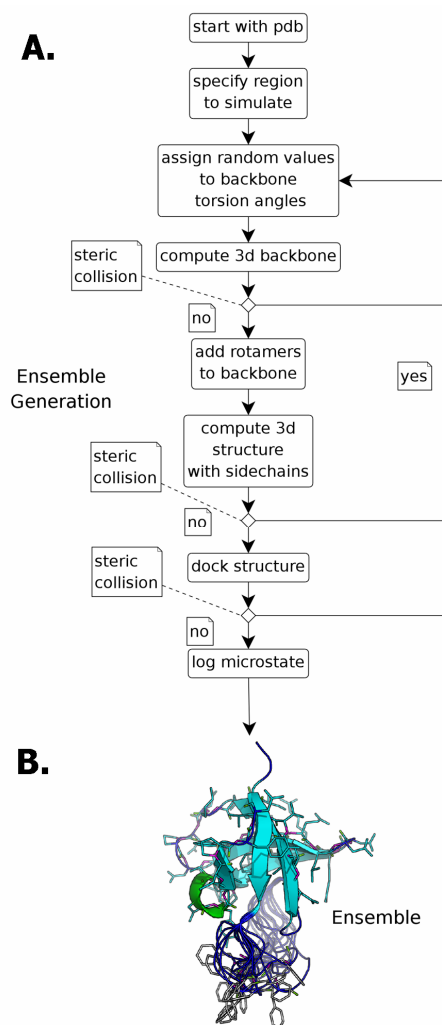 A.
start with pdb
specify region
to simulate
assign random values
to backbone
torsion angles
compute 3d backbone
steric
collision
no
add rotamers
to backbone
yes
Ensemble
Generation
compute 3d
structure
with sidechains
steric
collision
no
dock structure
steric
collision
no
log microstate
B.
Ensemble